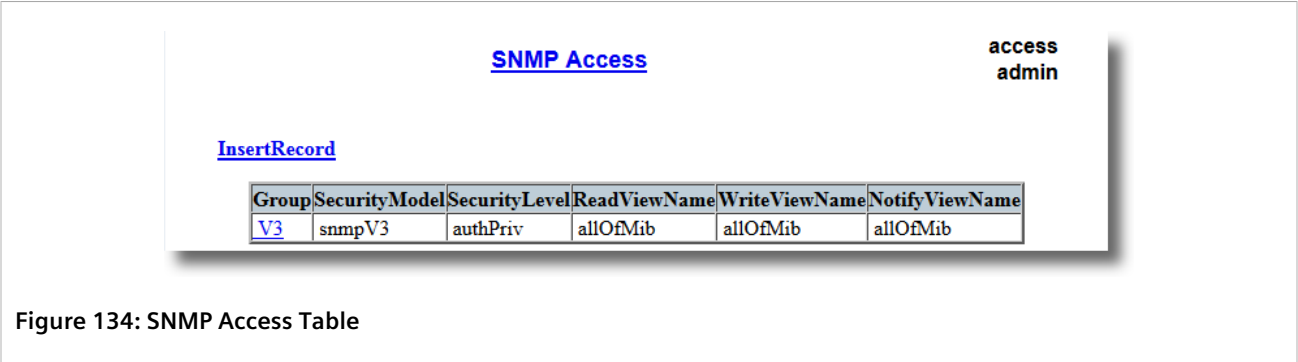 SNMP Access
access
admin
InsertRecord
Group SecurityModel SecurityLevel ReadViewName WriteViewName NotifyViewName
V3 snmpV3 authPriv allOfMib allOfMib allOfMib
Figure 134: SNMP Access Table